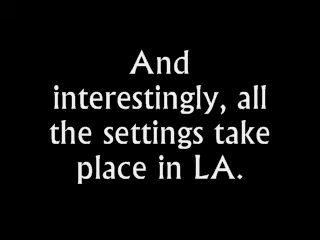 And
interestingly, all
the settings take
place in LA.